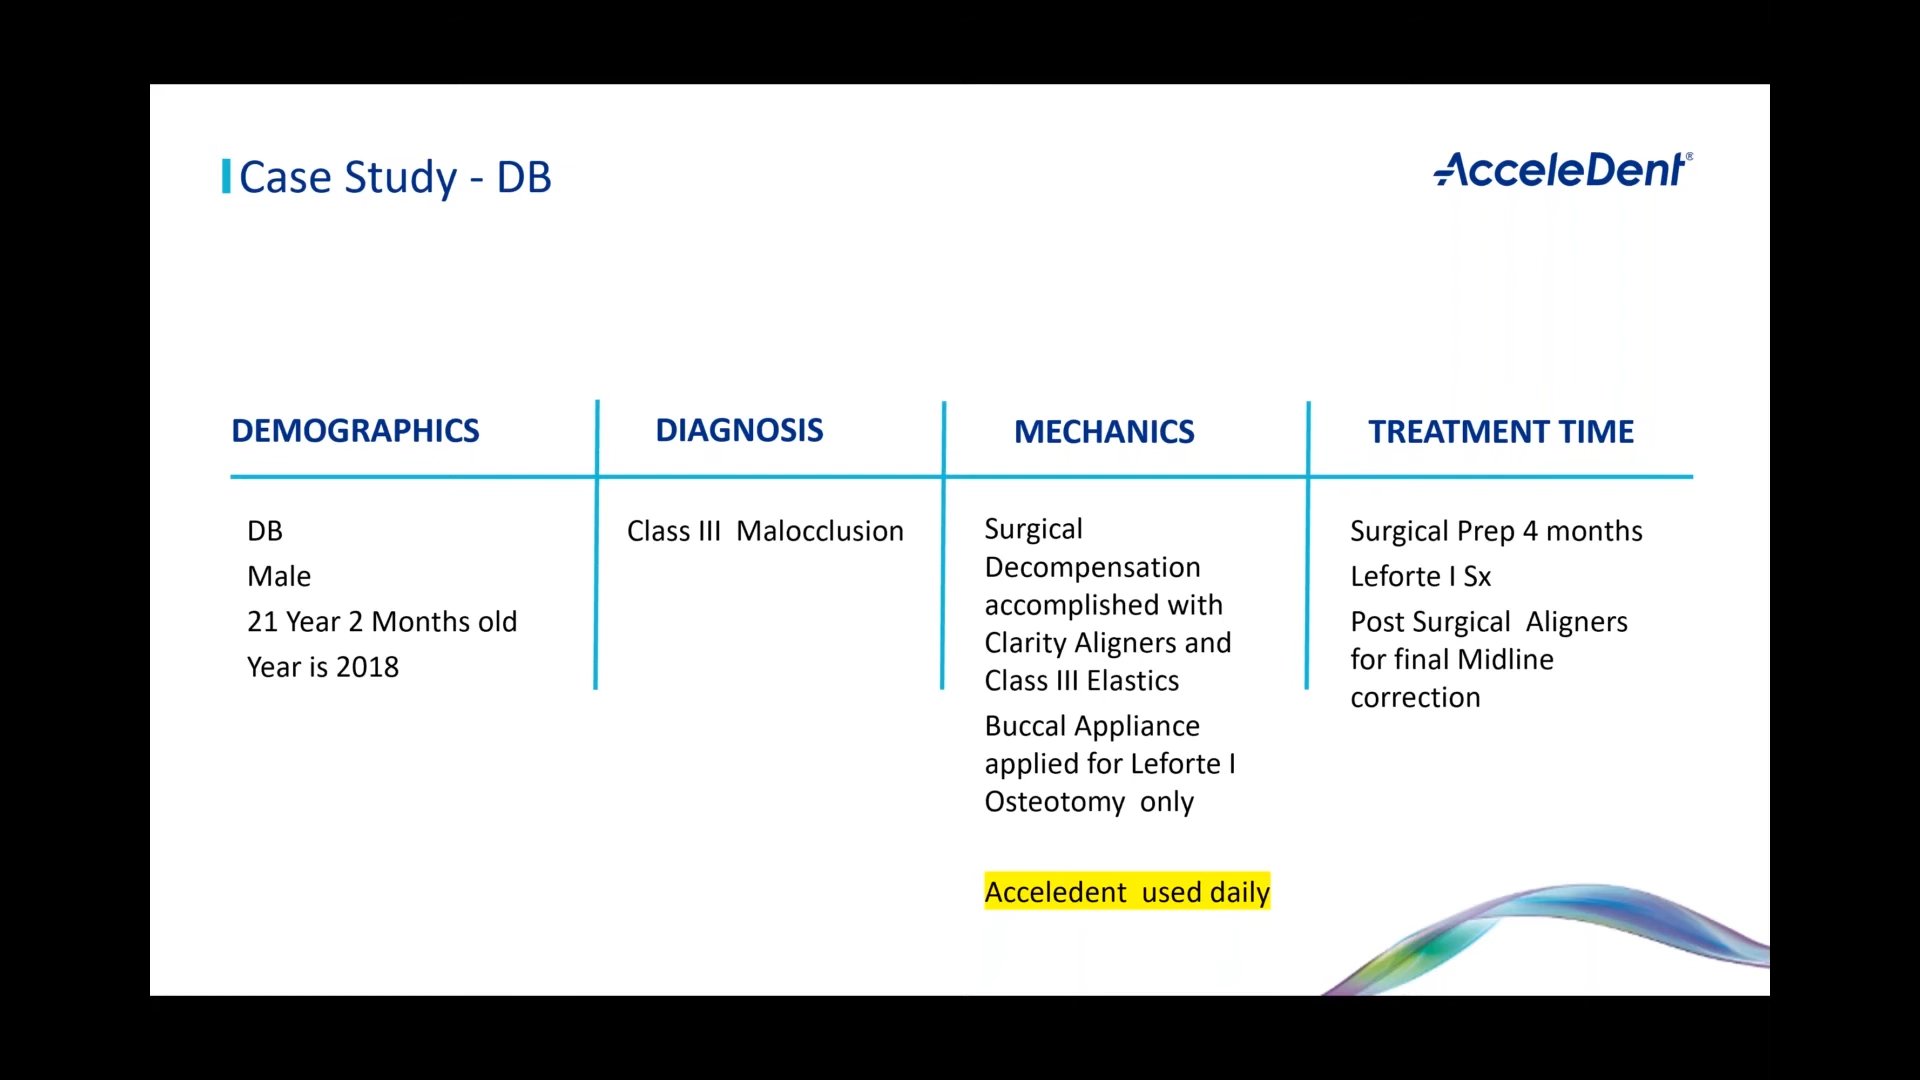 Case Study - DB
AcceleDent®
DEMOGRAPHICS
DIAGNOSIS
MECHANICS
TREATMENT TIME
DB
Male
21 Year 2 Months old
Year is 2018
Class III  Malocclusion
Surgical
Decompensation
accomplished with
Clarity Aligners and
Class III Elastics
Buccal Appliance
applied for Leforte I
Osteotomy  only
Acceledent  used daily
Surgical Prep 4 months
Leforte I Sx
Post Surgical  Aligners
for final Midline
correction